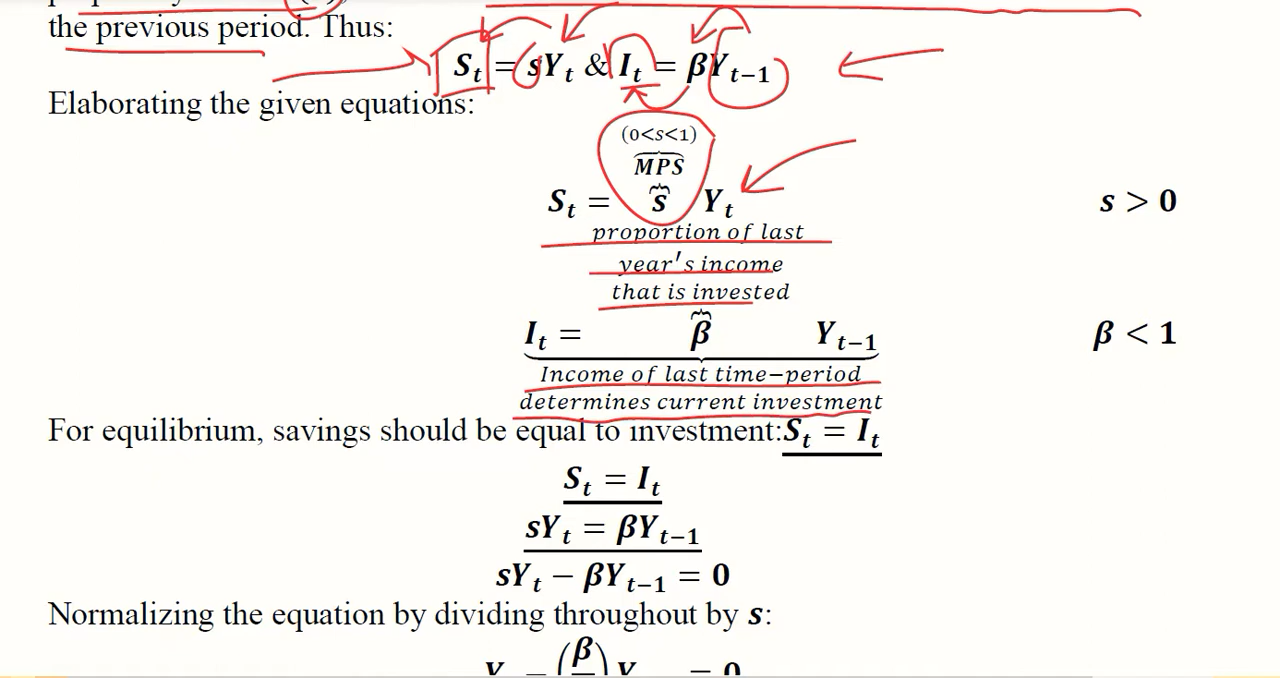 the previous period. Thus:
Sₜ = sYₜ & Iₜ = βYₜ₋₁
Elaborating the given equations:
(0<s<1)
MPS
Sₜ = s Yₜ s > 0
proportion of last
year's income
that is invested
Iₜ = β Yₜ₋₁ β < 1
Income of last time−period
determines current investment
For equilibrium, savings should be equal to investment: Sₜ = Iₜ
Sₜ = Iₜ
sYₜ = βYₜ₋₁
sYₜ − βYₜ₋₁ = 0
Normalizing the equation by dividing throughout by s: